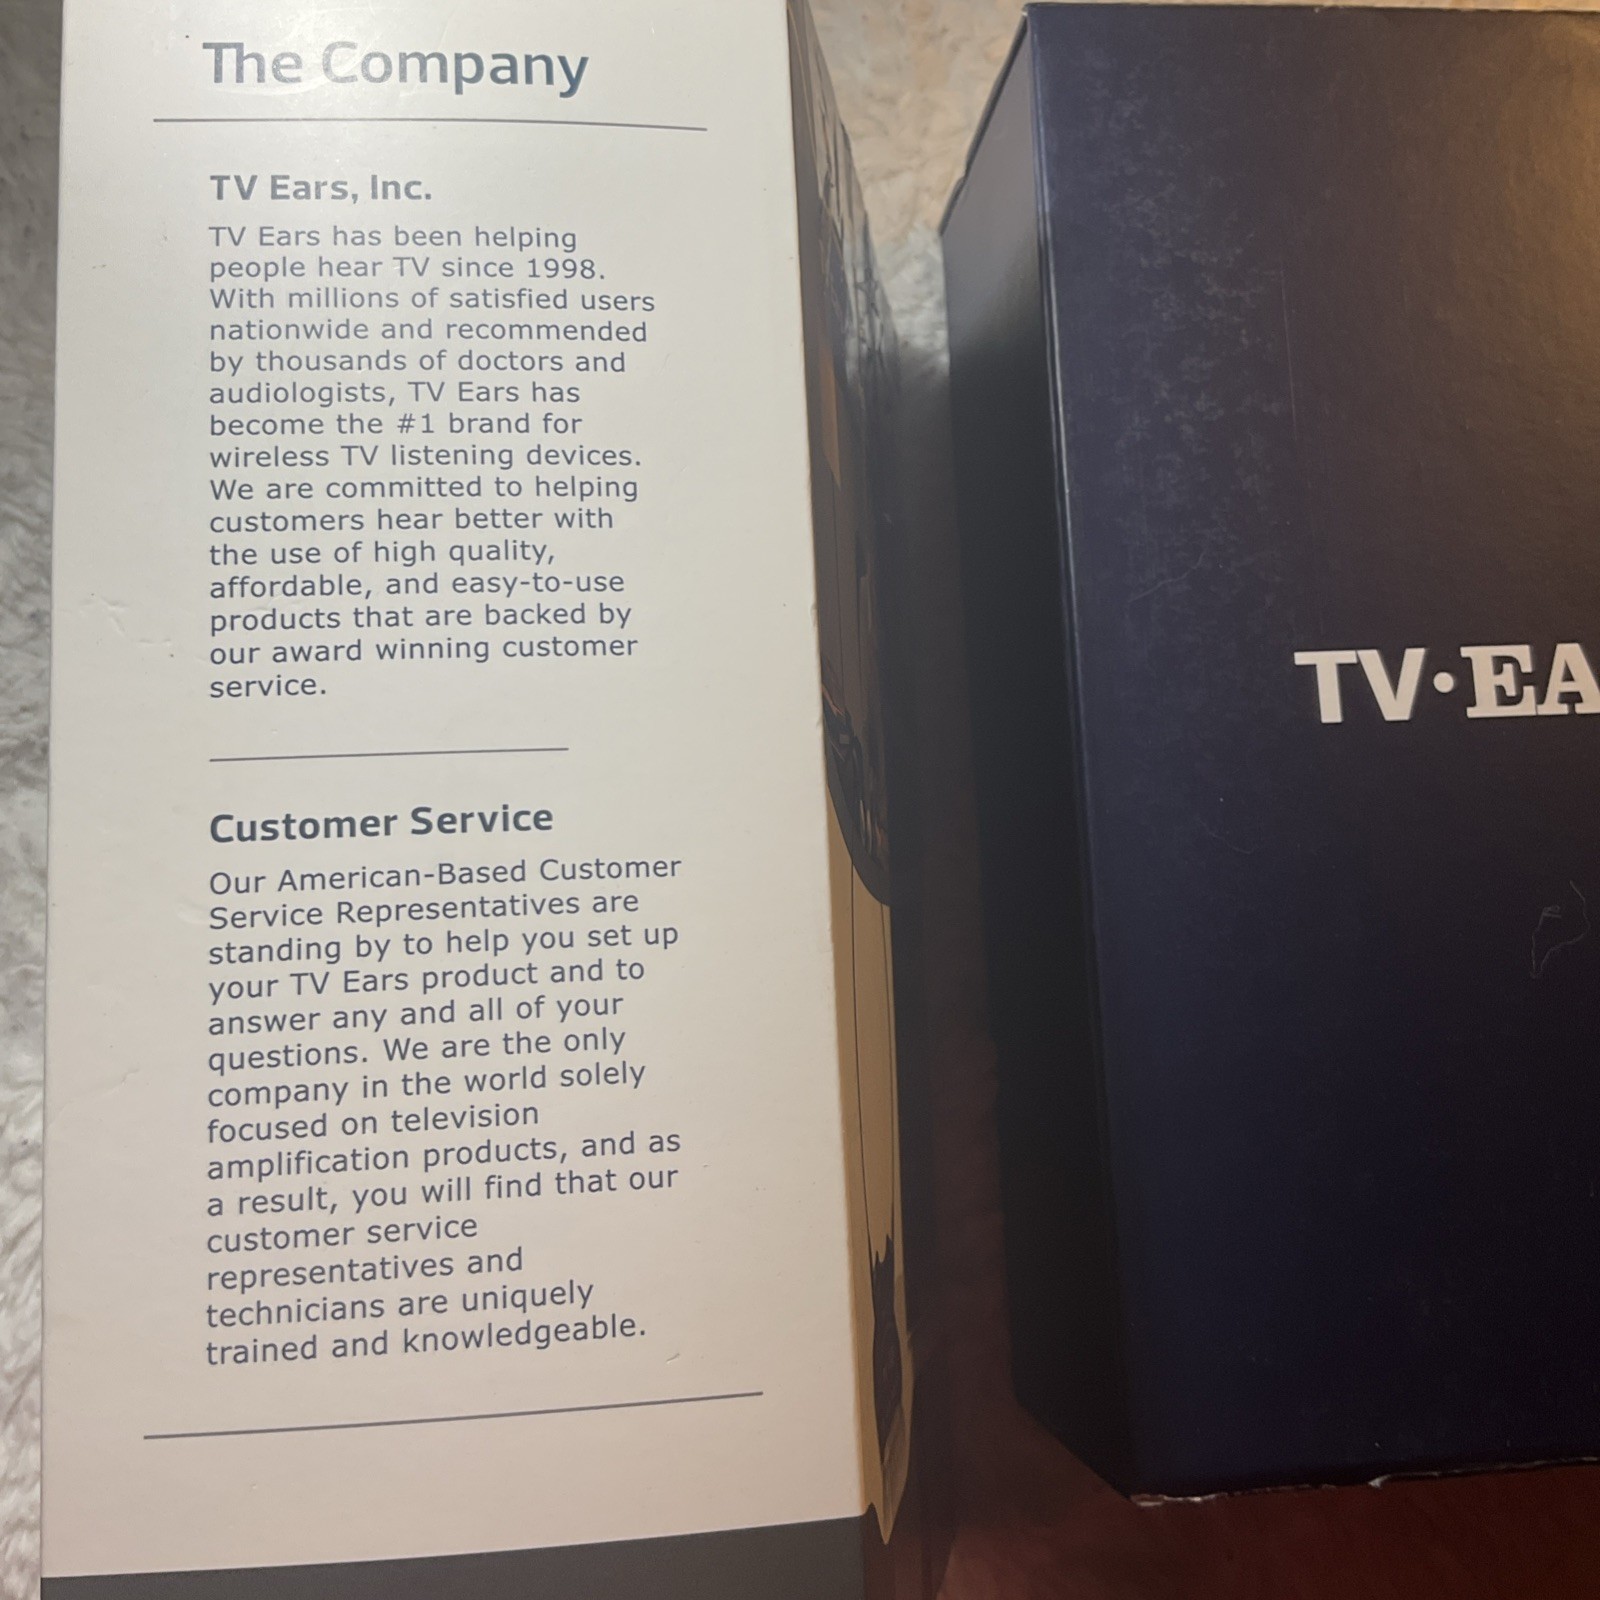 The Company
TV Ears, Inc.
TV Ears has been helping
people hear TV since 1998.
With millions of satisfied users
nationwide and recommended
by thousands of doctors and
audiologists, TV Ears has
become the #1 brand for
wireless TV listening devices.
We are committed to helping
customers hear better with
the use of high quality,
affordable, and easy-to-use
products that are backed by
our award winning customer
service.
Customer Service
Our American-Based Customer
Service Representatives are
standing by to help you set up
your TV Ears product and to
answer any and all of your
questions. We are the only
company in the world solely
focused on television
amplification products, and as
a result, you will find that our
customer service
representatives and
technicians are uniquely
trained and knowledgeable.
TV·EA